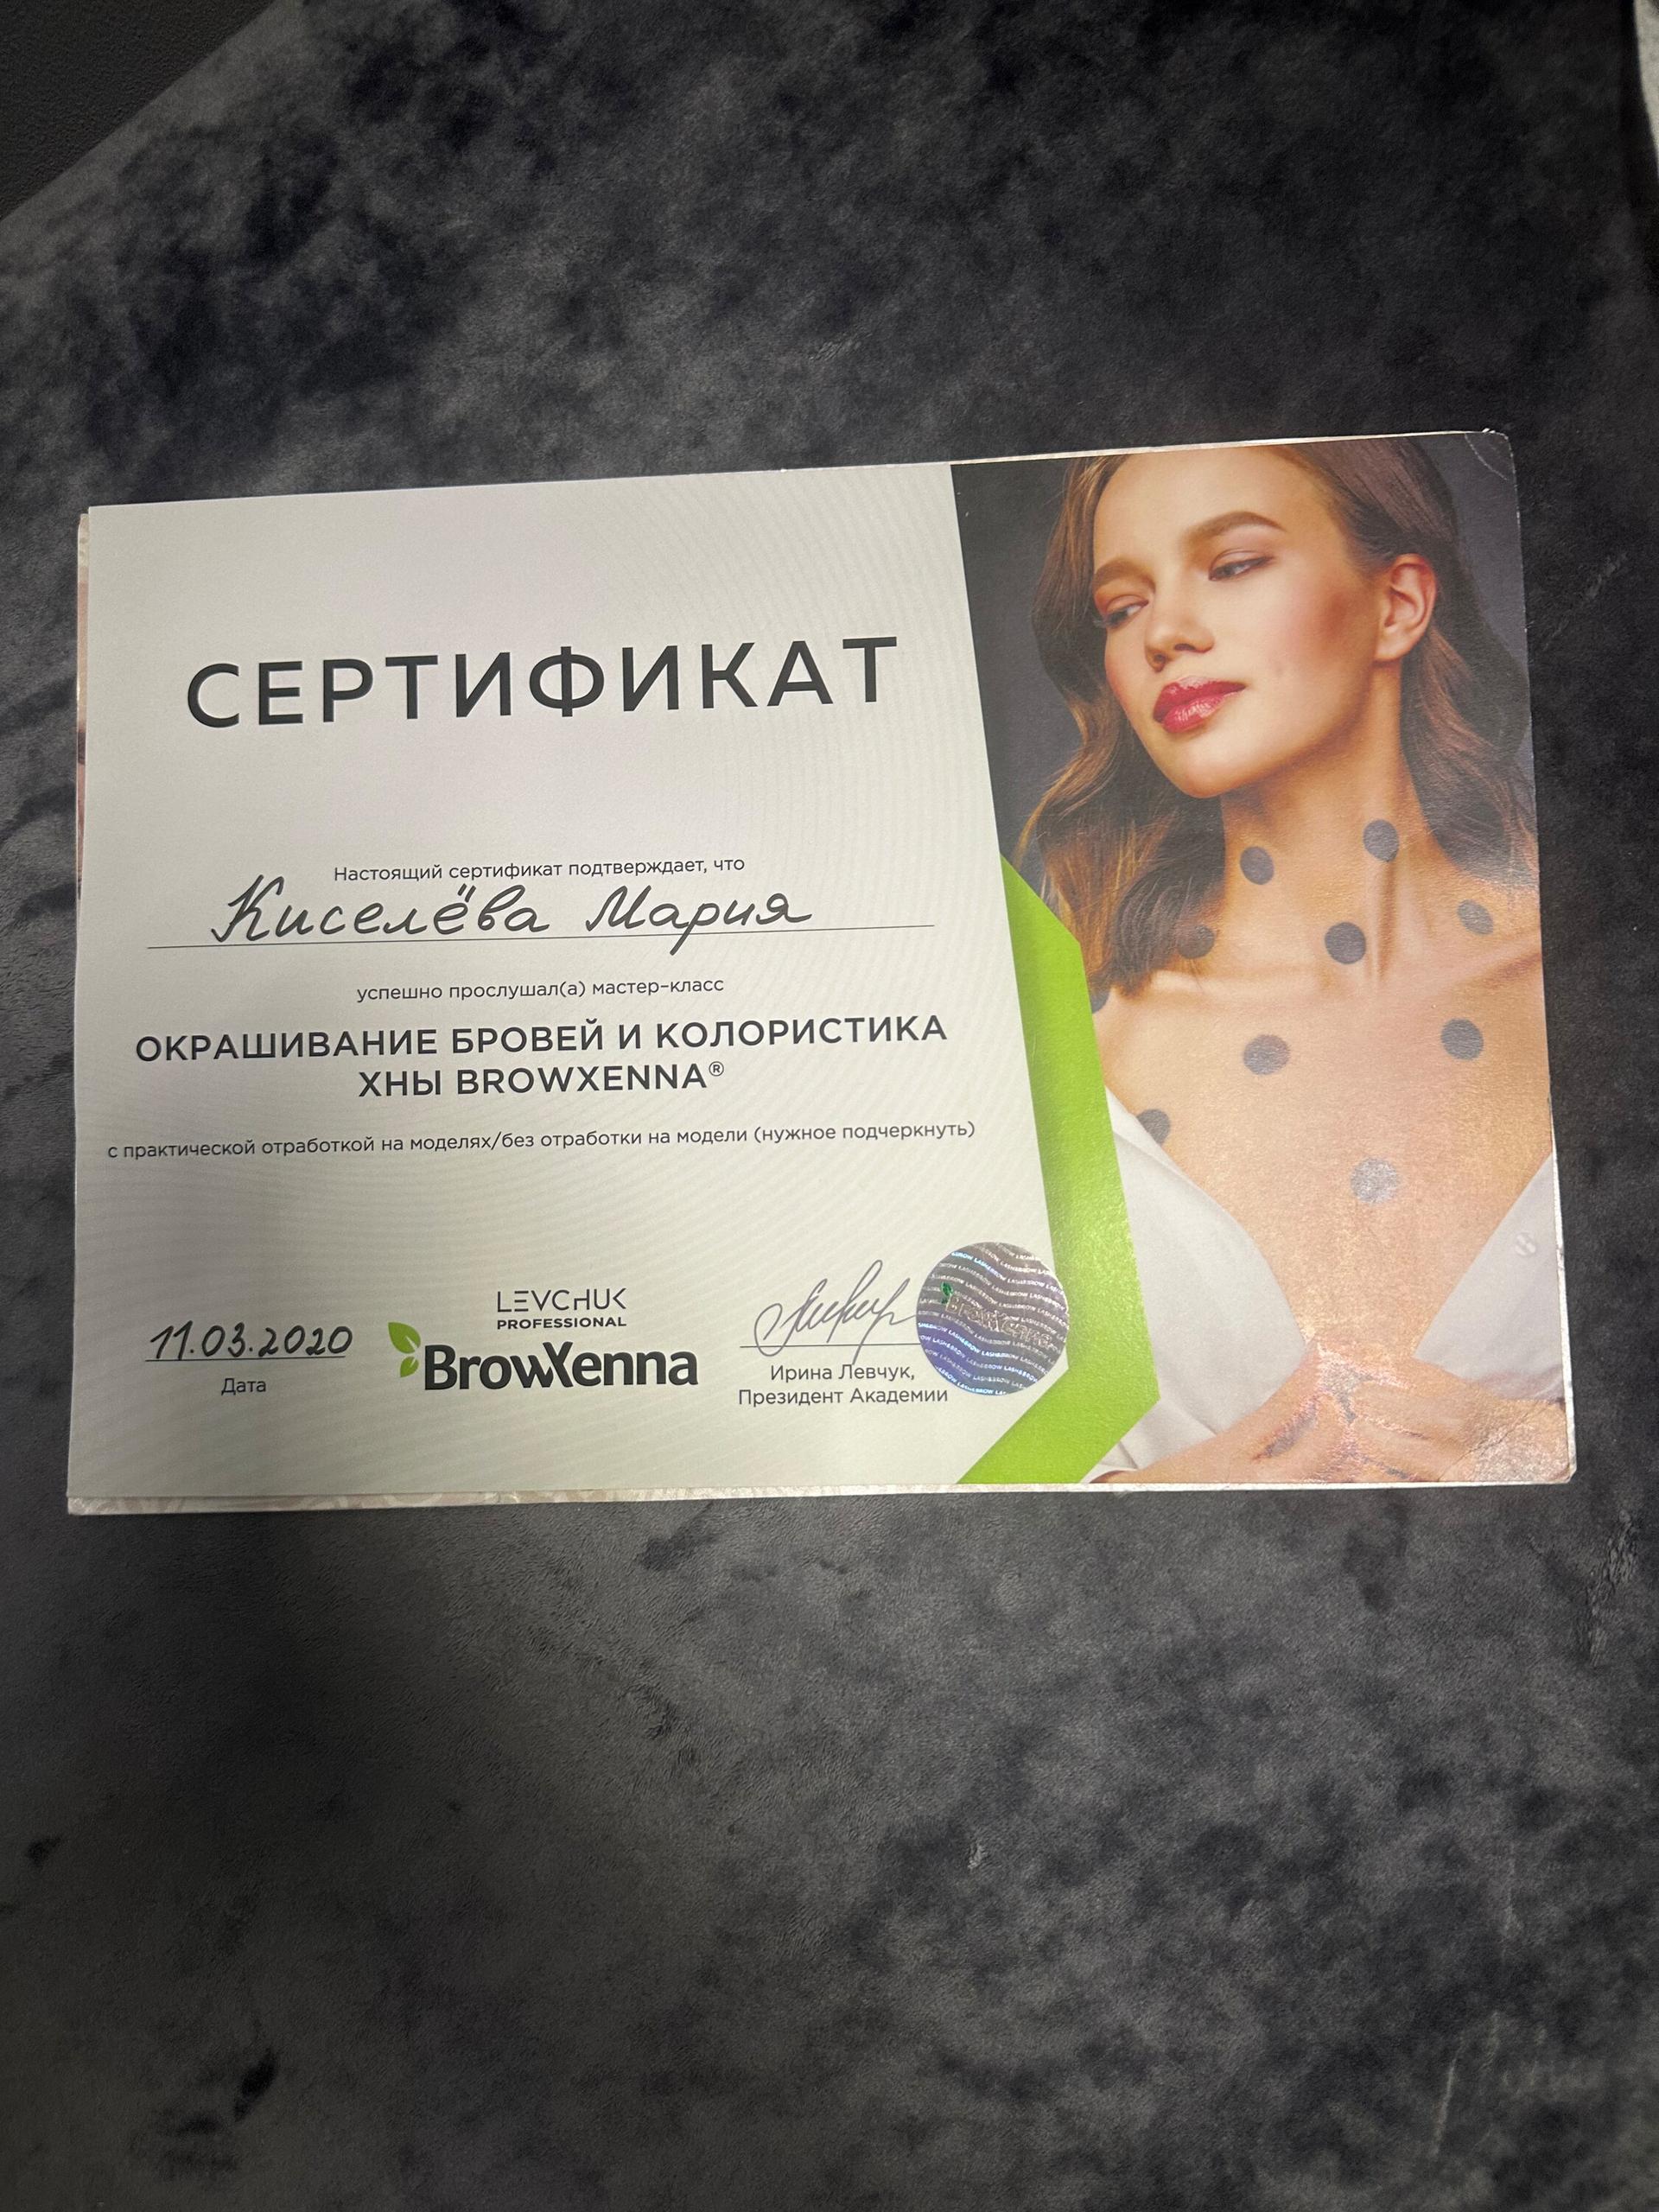 СЕРТИФИКАТ
Настоящий сертификат подтверждает, что
Киселёва Мария
успешно прослушал(а) мастер-класс
ОКРАШИВАНИЕ БРОВЕЙ И КОЛОРИСТИКА
ХНЫ BROWXENNA®
с практической отработкой на моделях/без отработки на модели (нужное подчеркнуть)
11.03.2020
Дата
LEVCHUK
PROFESSIONAL
BrowXenna
Ирина Левчук,
Президент Академии
BrowXenna